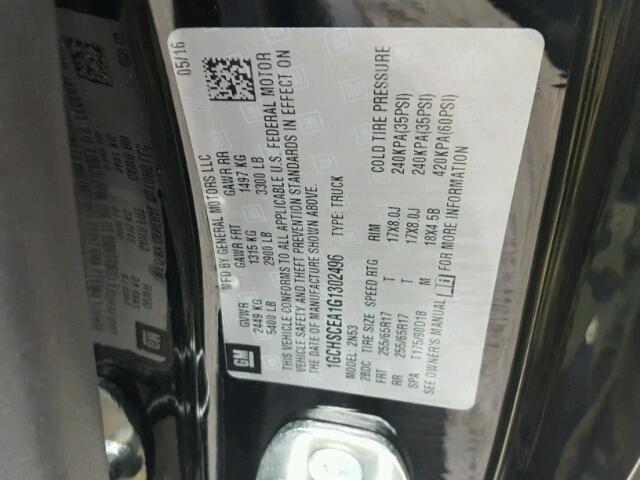 MFD BY GENERAL MOTORS LLC 05/16
GVWR GAWR FRT GAWR RR
2449 KG 1315 KG 1497 KG
5400 LB 2900 LB 3300 LB
GM
THIS VEHICLE CONFORMS TO ALL APPLICABLE U.S. FEDERAL MOTOR
VEHICLE SAFETY AND THEFT PREVENTION STANDARDS IN EFFECT ON
THE DATE OF MANUFACTURE SHOWN ABOVE.
1GCHSCEA1G1302496 TYPE: TRUCK
MODEL: 2N53
2BDC TIRE SIZE SPEED RTG RIM COLD TIRE PRESSURE
FRT 255/65R17 T 17X8.0J 240KPA(35PSI)
RR 255/65R17 T 17X8.0J 240KPA(35PSI)
SPA T175/90D18 M 18X4.5B 420KPA(60PSI)
SEE OWNER'S MANUAL FOR MORE INFORMATION